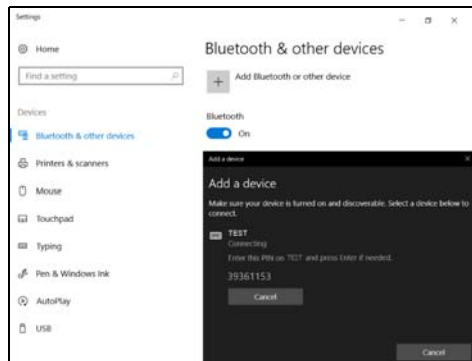 Settings
Home
Find a setting
Devices
Bluetooth & other devices
Printers & scanners
Mouse
Touchpad
Typing
Pen & Windows Ink
AutoPlay
USB
Bluetooth & other devices
Add Bluetooth or other device
Bluetooth
On
Add a device
Add a device
Make sure your device is turned on and discoverable. Select a device below to
connect.
TEST
Connecting
Enter this PIN on TEST and press Enter if needed.
39361153
Cancel
Cancel